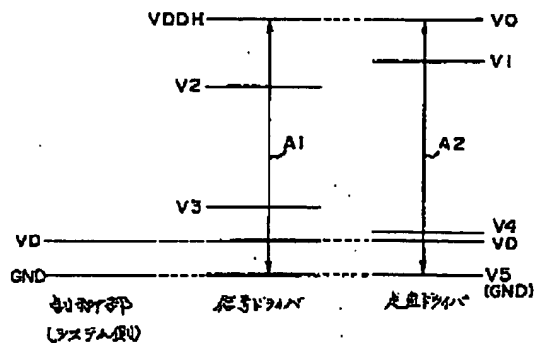 VDDH
V0
V1
V2
A1
A2
V3
V4
VD
VD
GND
V5
(GND)
制御部
(システム側)
信号ドライバ
走査ドライバ